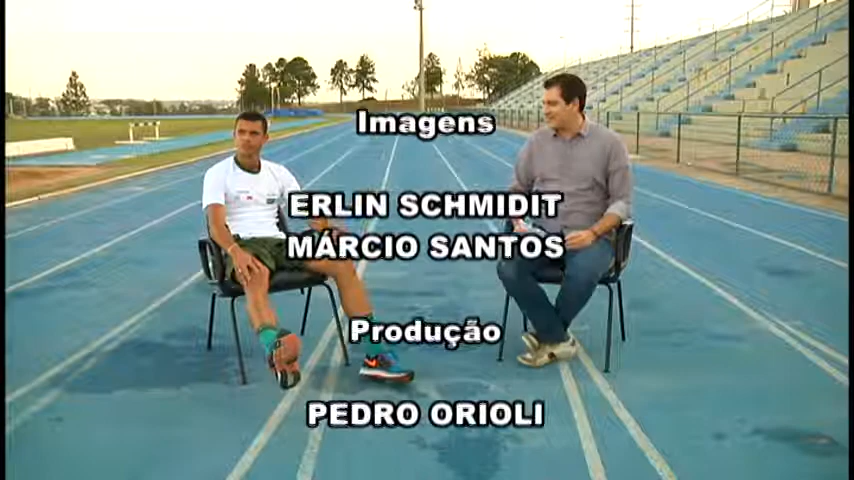 Imagens
ERLIN SCHMIDIT
MÁRCIO SANTOS
Produção
PEDRO ORIOLI